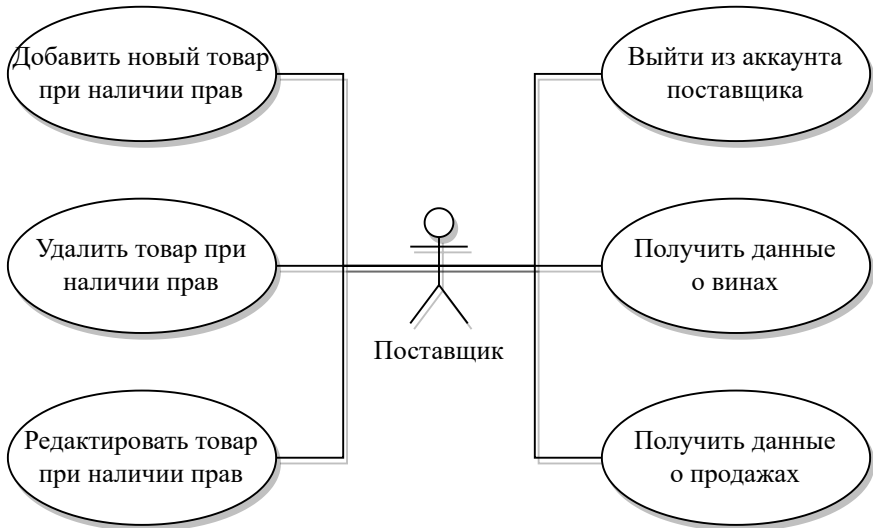 Добавить новый товар
при наличии прав
Выйти из аккаунта
поставщика
Удалить товар при
наличии прав
Получить данные
о винах
Поставщик
Редактировать товар
при наличии прав
Получить данные
о продажах